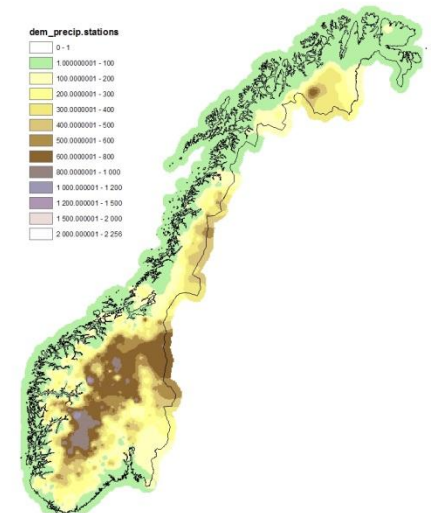 dem_precip.stations
0 - 1
1.000000001 - 100
100.0000001 - 200
200.0000001 - 300
300.0000001 - 400
400.0000001 - 500
500.0000001 - 600
600.0000001 - 800
800.0000001 - 1 000
1 000.000001 - 1 200
1 200.000001 - 1 500
1 500.000001 - 2 000
2 000.000001 - 2 256